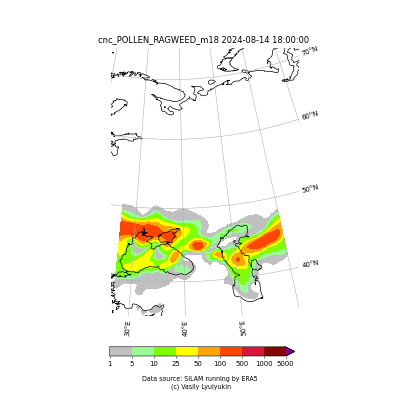 cnc_POLLEN_RAGWEED_m18 2024-08-14 18:00:00
70°N
60°N
50°N
40°N
30°E
40°E
50°E
1 5 10 25 50 100 500 1000 5000
Data source: SILAM running by ERA5
(c) Vasily Lyulyukin